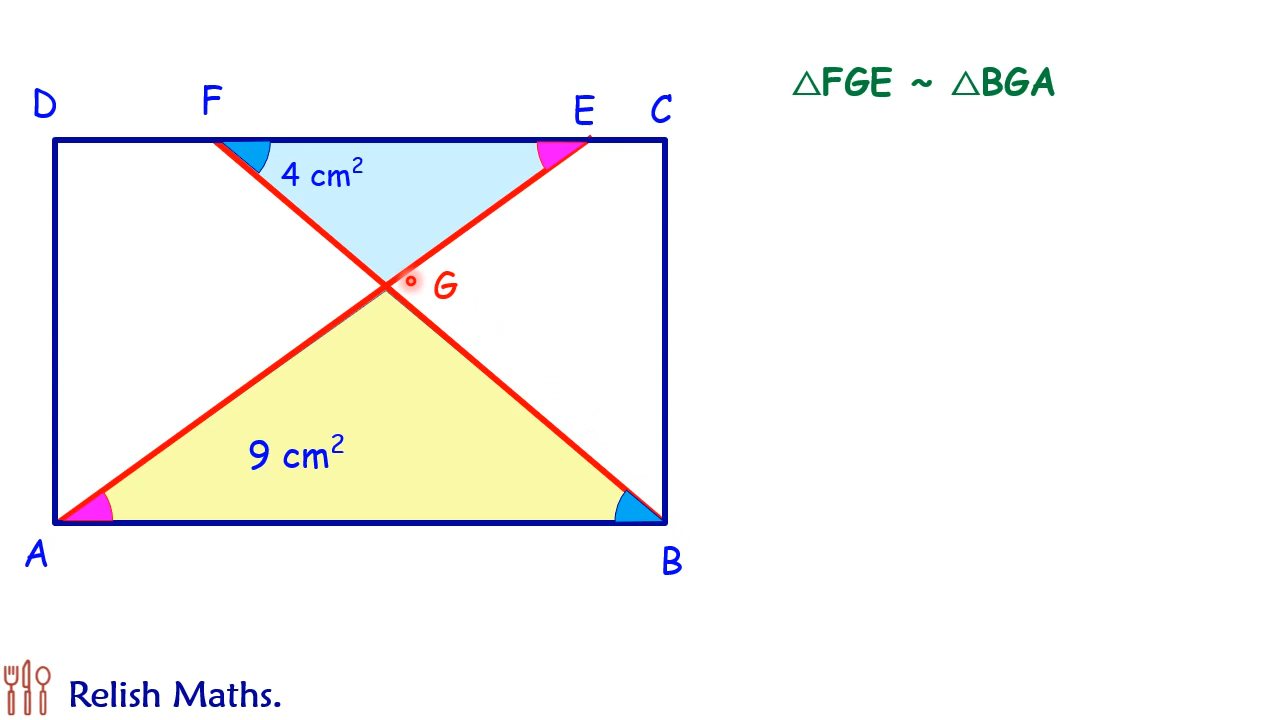 △FGE ~ △BGA
D F E C
4 cm²
G
9 cm²
A B
Relish Maths.